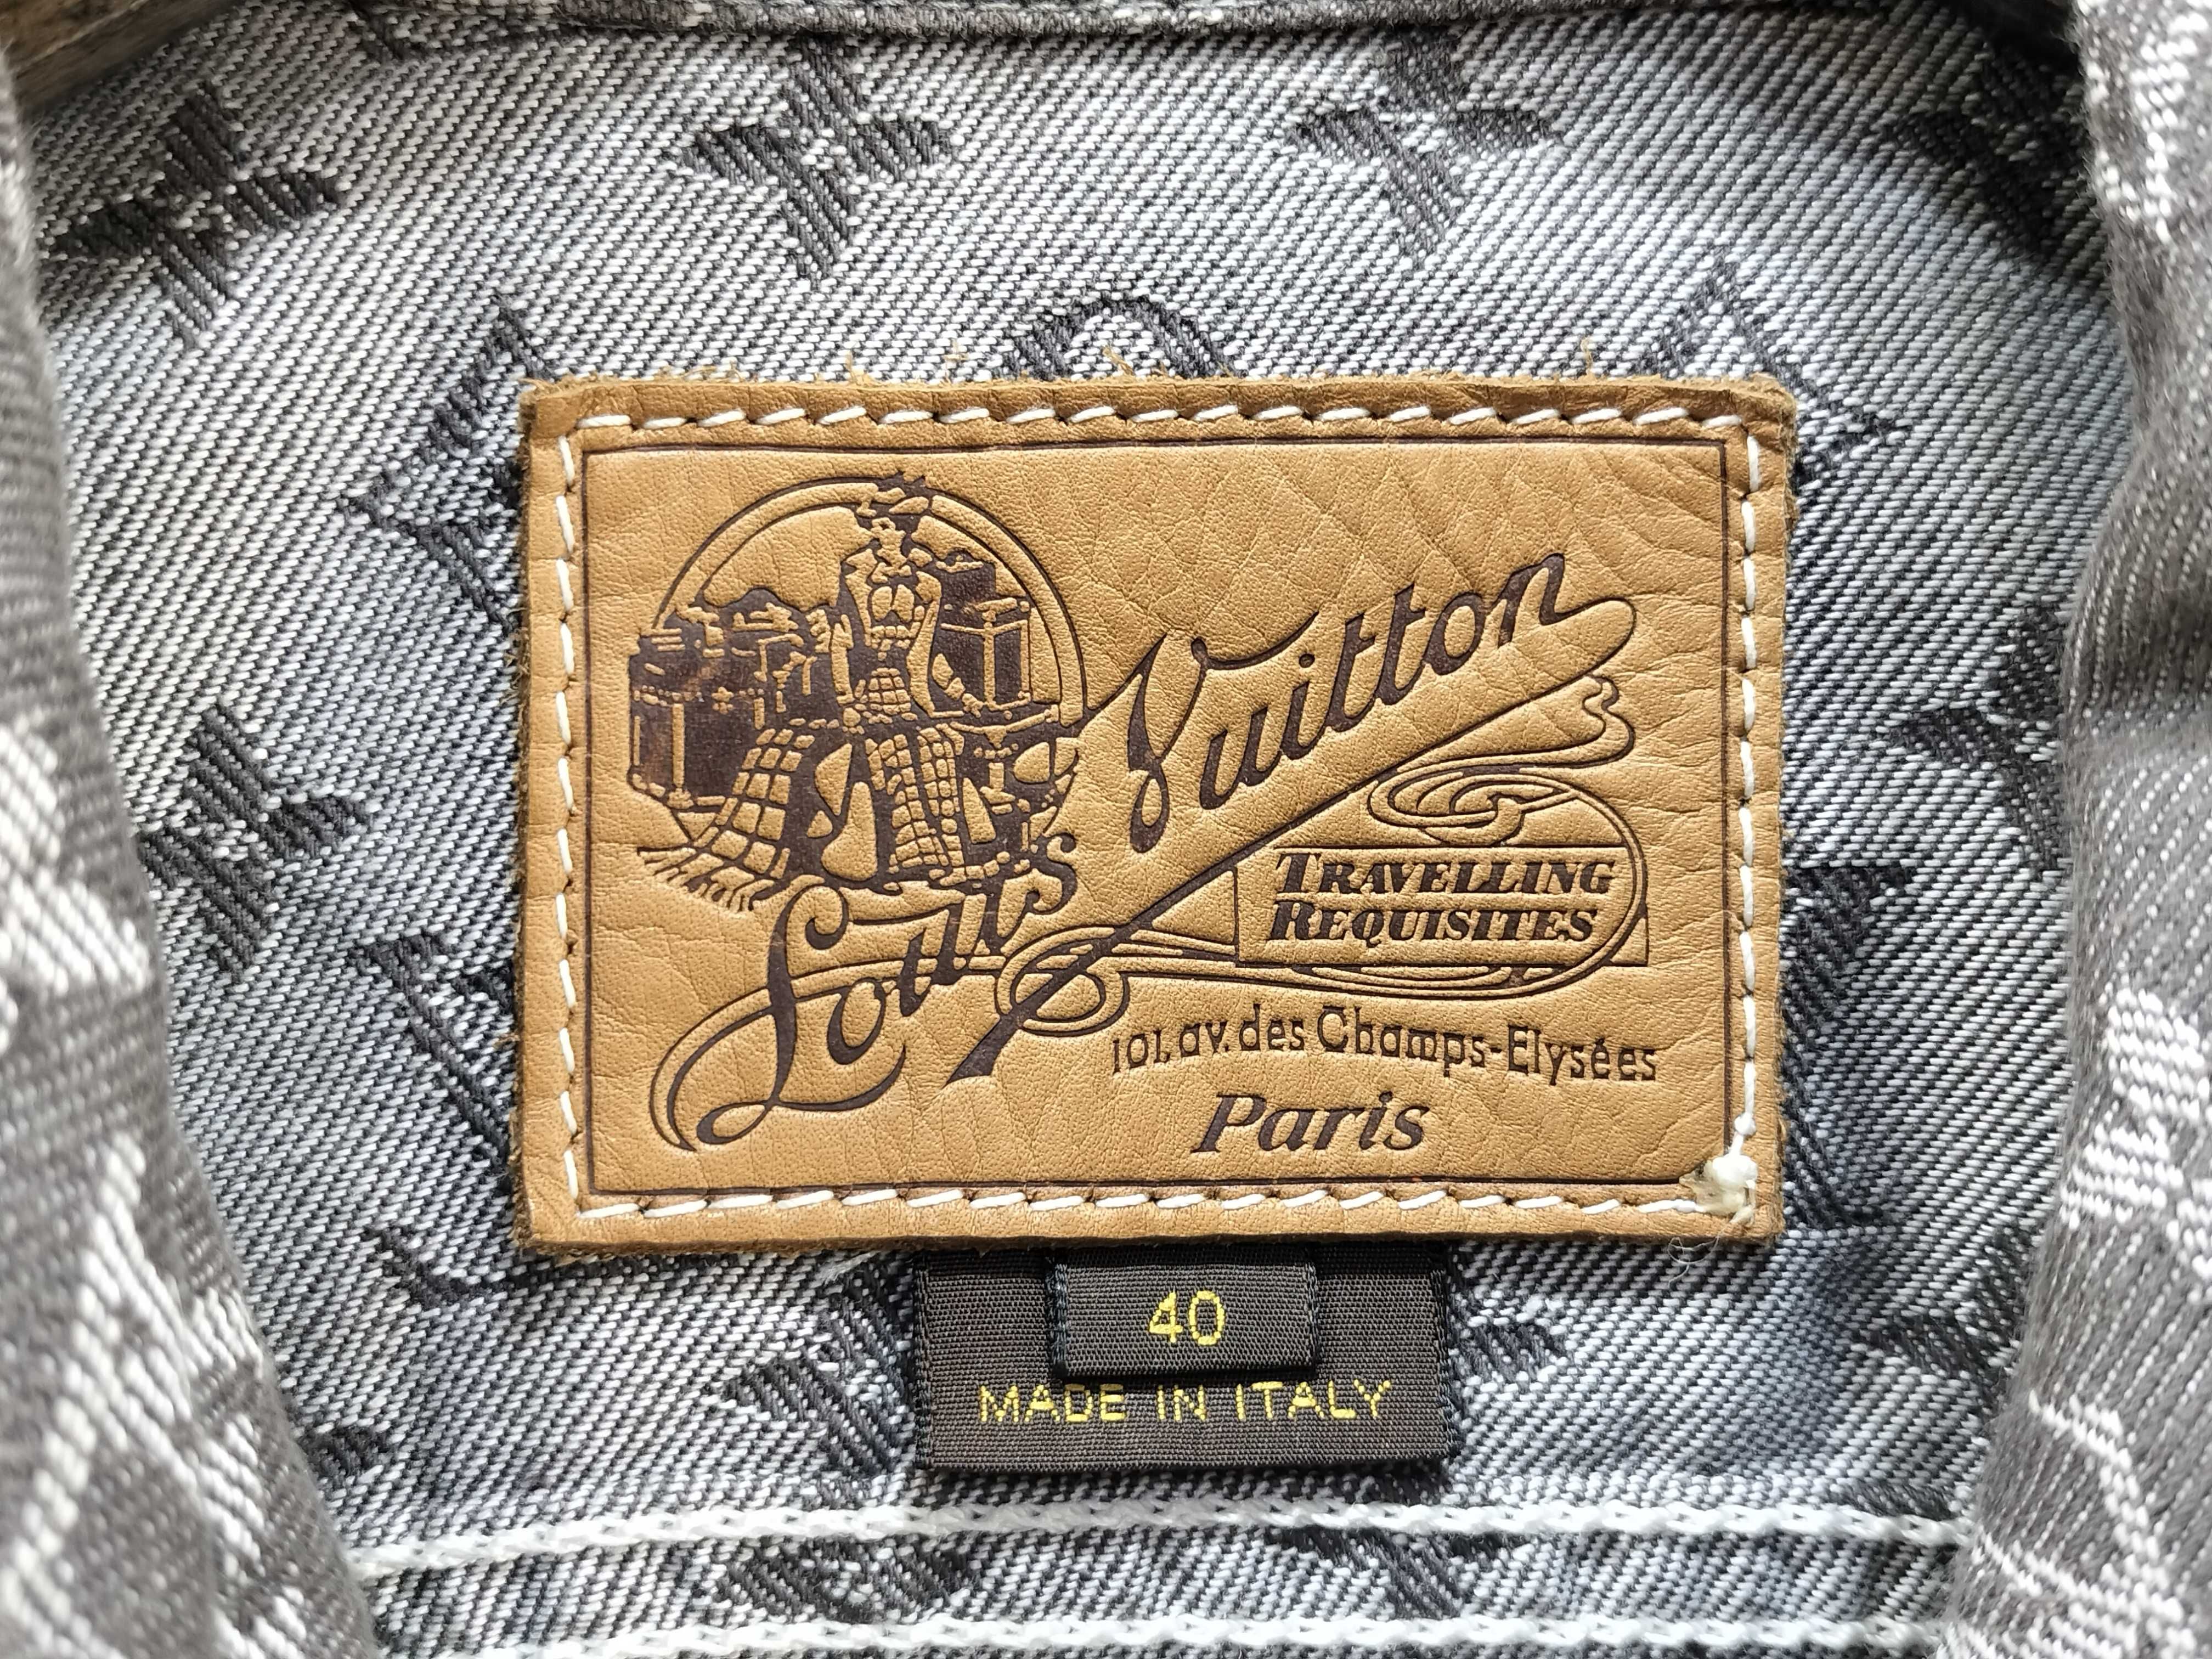 Louis Vuitton
TRAVELLING
REQUISITES
101, av. des Champs-Elysées
Paris
40
MADE IN ITALY